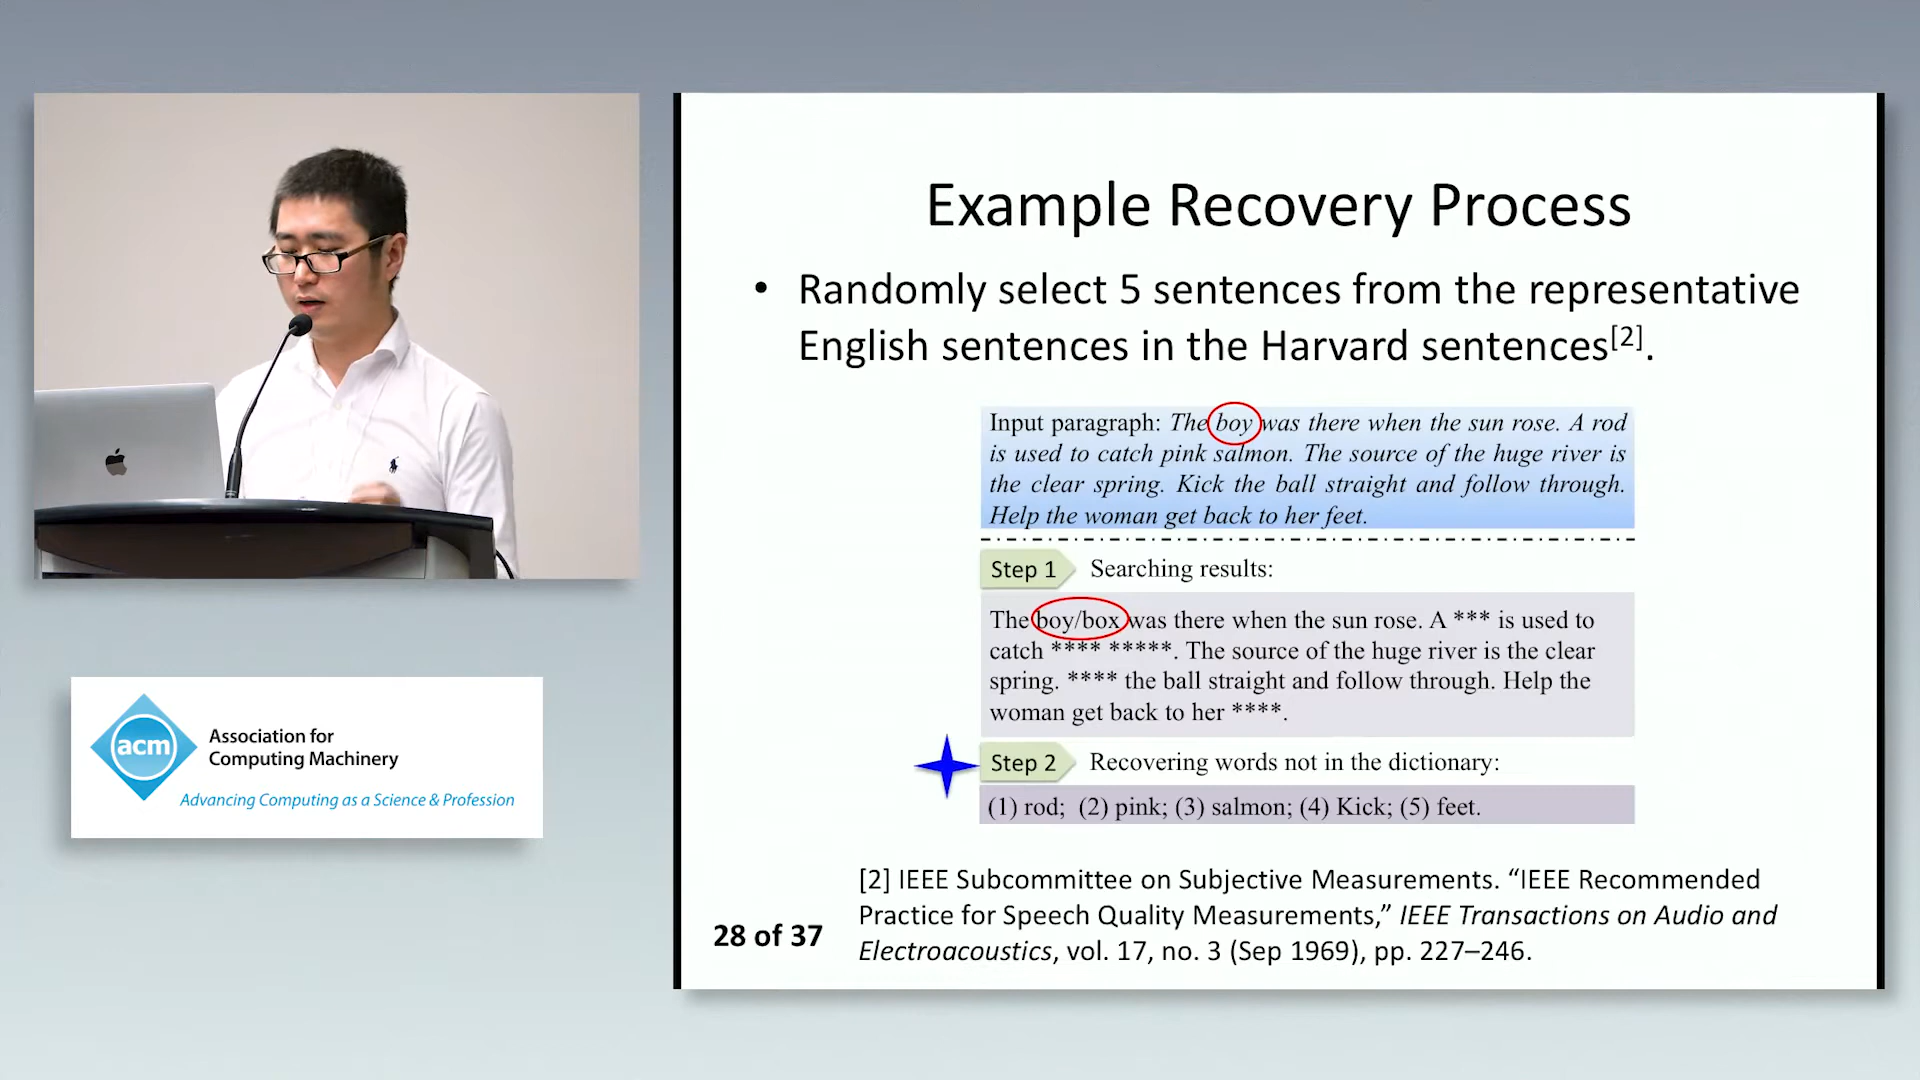 Example Recovery Process
• Randomly select 5 sentences from the representative
English sentences in the Harvard sentences[2].
Input paragraph: The boy was there when the sun rose. A rod
is used to catch pink salmon. The source of the huge river is
the clear spring. Kick the ball straight and follow through.
Help the woman get back to her feet.
Step 1 Searching results:
The boy/box was there when the sun rose. A *** is used to
catch **** *****. The source of the huge river is the clear
spring. **** the ball straight and follow through. Help the
woman get back to her ****.
Step 2 Recovering words not in the dictionary:
(1) rod; (2) pink; (3) salmon; (4) Kick; (5) feet.
[2] IEEE Subcommittee on Subjective Measurements. “IEEE Recommended
Practice for Speech Quality Measurements,” IEEE Transactions on Audio and
Electroacoustics, vol. 17, no. 3 (Sep 1969), pp. 227–246.
28 of 37
acm
Association for
Computing Machinery
Advancing Computing as a Science & Profession